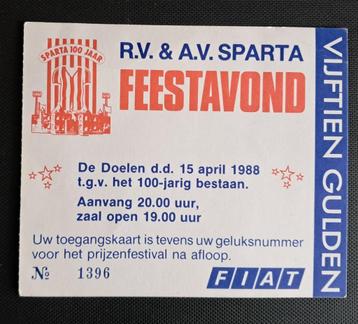 SPARTA 100 JAAR
R.V. & A.V. SPARTA
FEESTAVOND
De Doelen d.d. 15 april 1988
t.g.v. het 100-jarig bestaan.
Aanvang 20.00 uur,
zaal open 19.00 uur
Uw toegangskaart is tevens uw geluksnummer
voor het prijzenfestival na afloop.
№ 1396
FIAT
VIJFTIEN GULDEN